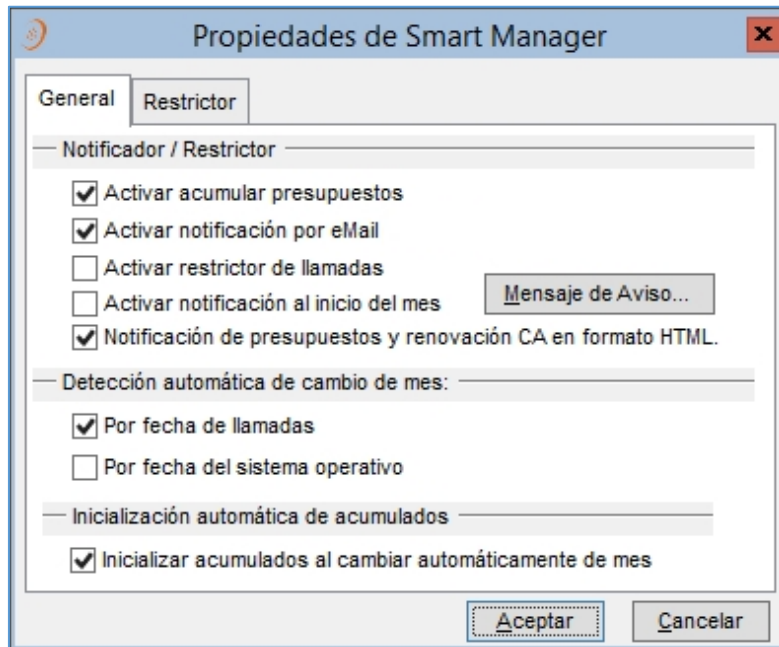 Propiedades de Smart Manager
General
Restrictor
Notificador / Restrictor
Activar acumular presupuestos
Activar notificación por eMail
Activar restrictor de llamadas
Activar notificación al inicio del mes
Mensaje de Aviso...
Notificación de presupuestos y renovación CA en formato HTML.
Detección automática de cambio de mes:
Por fecha de llamadas
Por fecha del sistema operativo
Inicialización automática de acumulados
Inicializar acumulados al cambiar automáticamente de mes
Aceptar
Cancelar